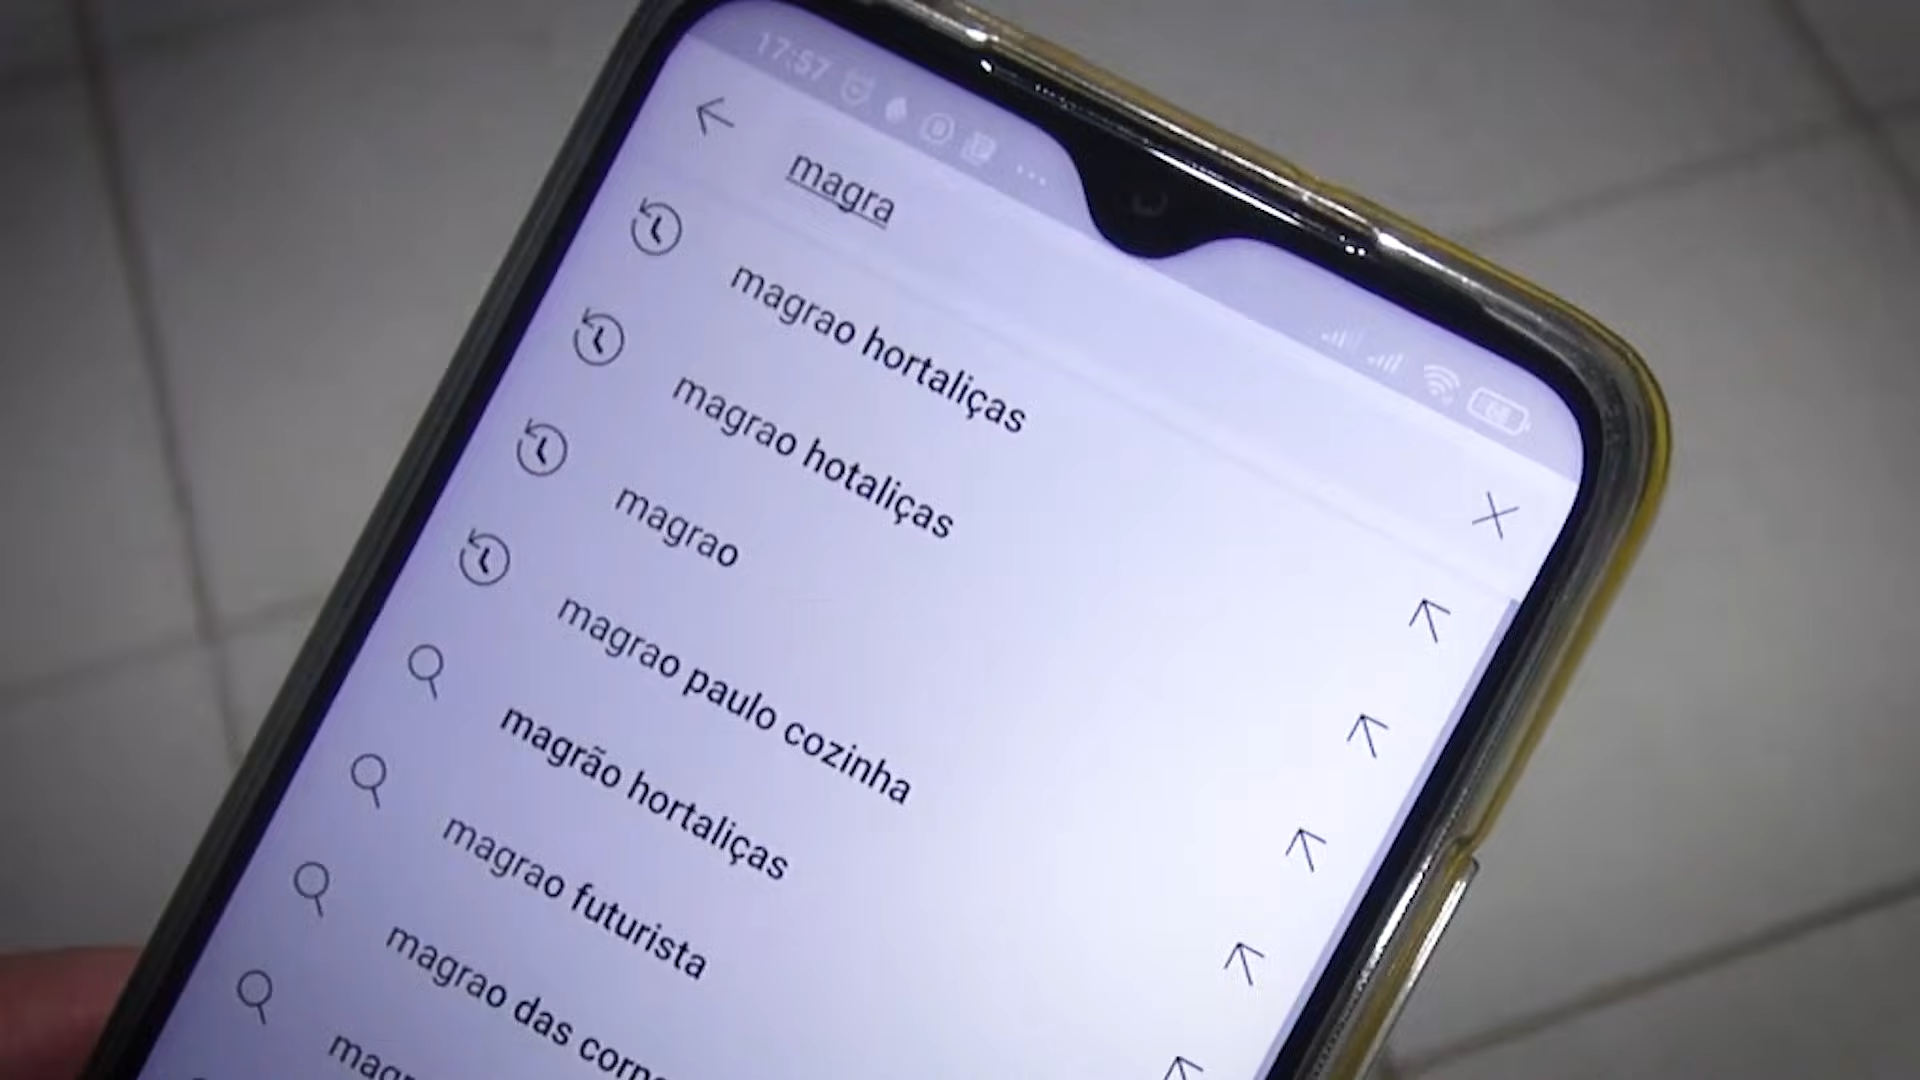 17:57
magra
magrao hortaliças
magrao hotaliças
magrao
magrao paulo cozinha
magrão hortaliças
magrao futurista
magrao das